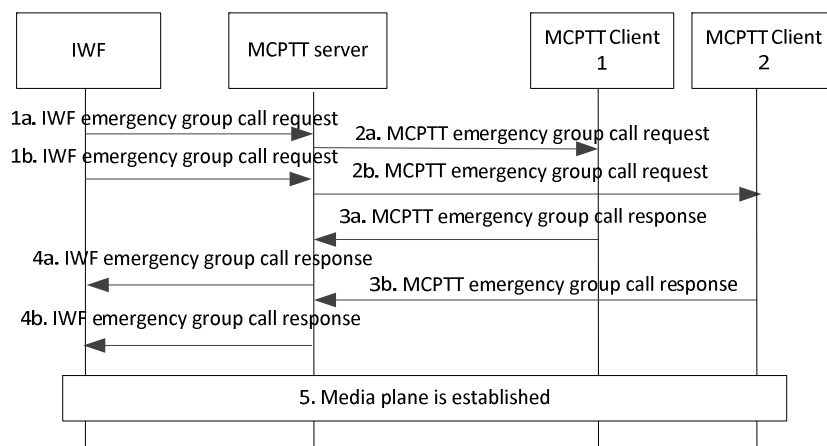 IWF
MCPTT server
MCPTT Client
1
MCPTT Client
2
1a. IWF emergency group call request
2a. MCPTT emergency group call request
1b. IWF emergency group call request
2b. MCPTT emergency group call request
3a. MCPTT emergency group call response
4a. IWF emergency group call response
3b. MCPTT emergency group call response
4b. IWF emergency group call response
5. Media plane is established